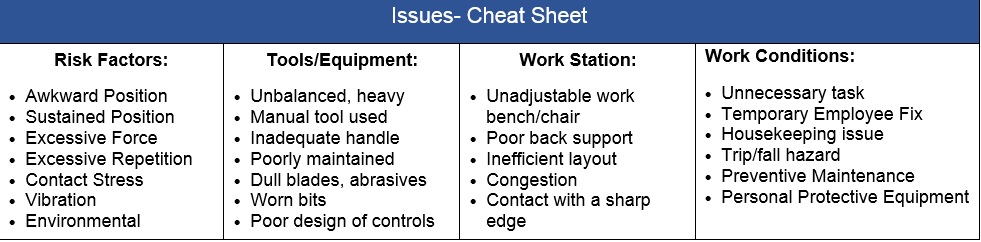 Issues- Cheat Sheet
Risk Factors:
• Awkward Position
• Sustained Position
• Excessive Force
• Excessive Repetition
• Contact Stress
• Vibration
• Environmental
Tools/Equipment:
• Unbalanced, heavy
• Manual tool used
• Inadequate handle
• Poorly maintained
• Dull blades, abrasives
• Worn bits
• Poor design of controls
Work Station:
• Unadjustable work
bench/chair
• Poor back support
• Inefficient layout
• Congestion
• Contact with a sharp
edge
Work Conditions:
• Unnecessary task
• Temporary Employee Fix
• Housekeeping issue
• Trip/fall hazard
• Preventive Maintenance
• Personal Protective Equipment